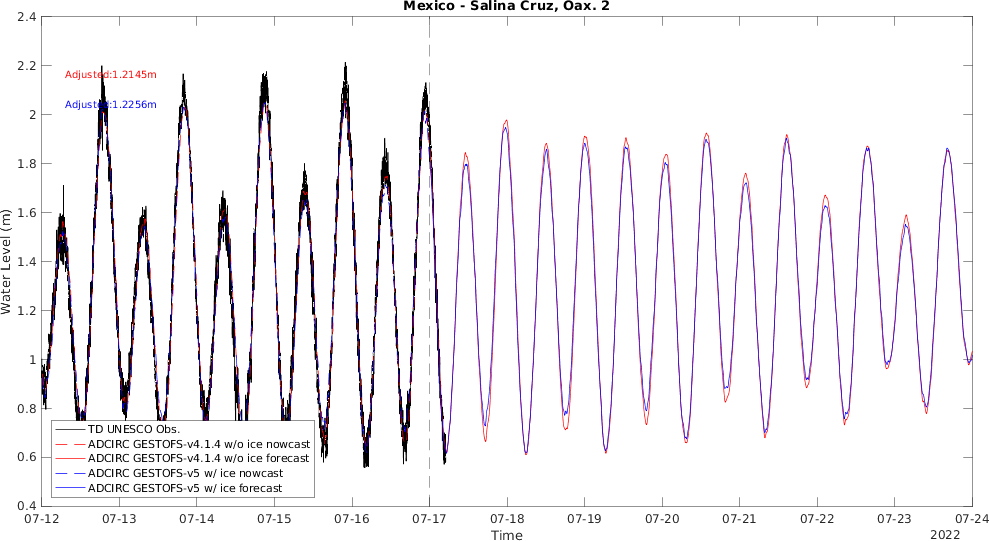 Mexico - Salina Cruz, Oax. 2
Water Level (m)
2.4
2.2
2
1.8
1.6
1.4
1.2
1
0.8
0.6
0.4
Adjusted:1.2145m
Adjusted:1.2256m
TD UNESCO Obs.
ADCIRC GESTOFS-v4.1.4 w/o ice nowcast
ADCIRC GESTOFS-v4.1.4 w/o ice forecast
ADCIRC GESTOFS-v5 w/ ice nowcast
ADCIRC GESTOFS-v5 w/ ice forecast
07-12 07-13 07-14 07-15 07-16 07-17 07-18 07-19 07-20 07-21 07-22 07-23 07-24
Time
2022